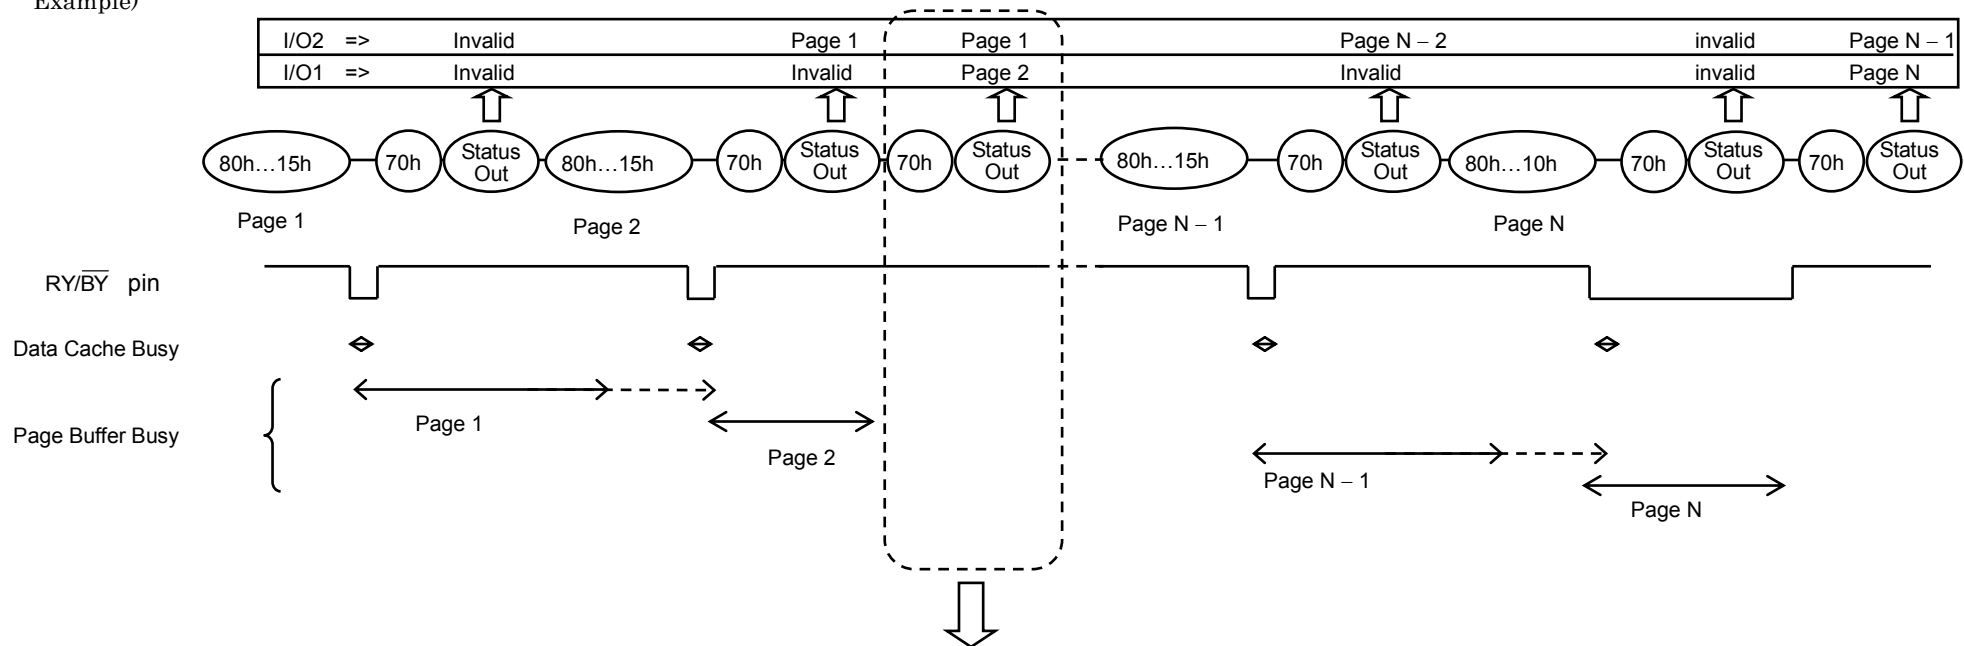 Example)
I/O2 => Invalid Page 1 Page 1 Page N – 2 invalid Page N – 1
I/O1 => Invalid Invalid Page 2 Invalid invalid Page N
80h…15h 70h Status Out 80h…15h 70h Status Out 70h Status Out 80h…15h 70h Status Out 80h…10h 70h Status Out 70h Status Out
Page 1 Page 2 Page N – 1 Page N
RY/BY pin
Data Cache Busy
Page 1
Page Buffer Busy
Page 2
Page N – 1
Page N